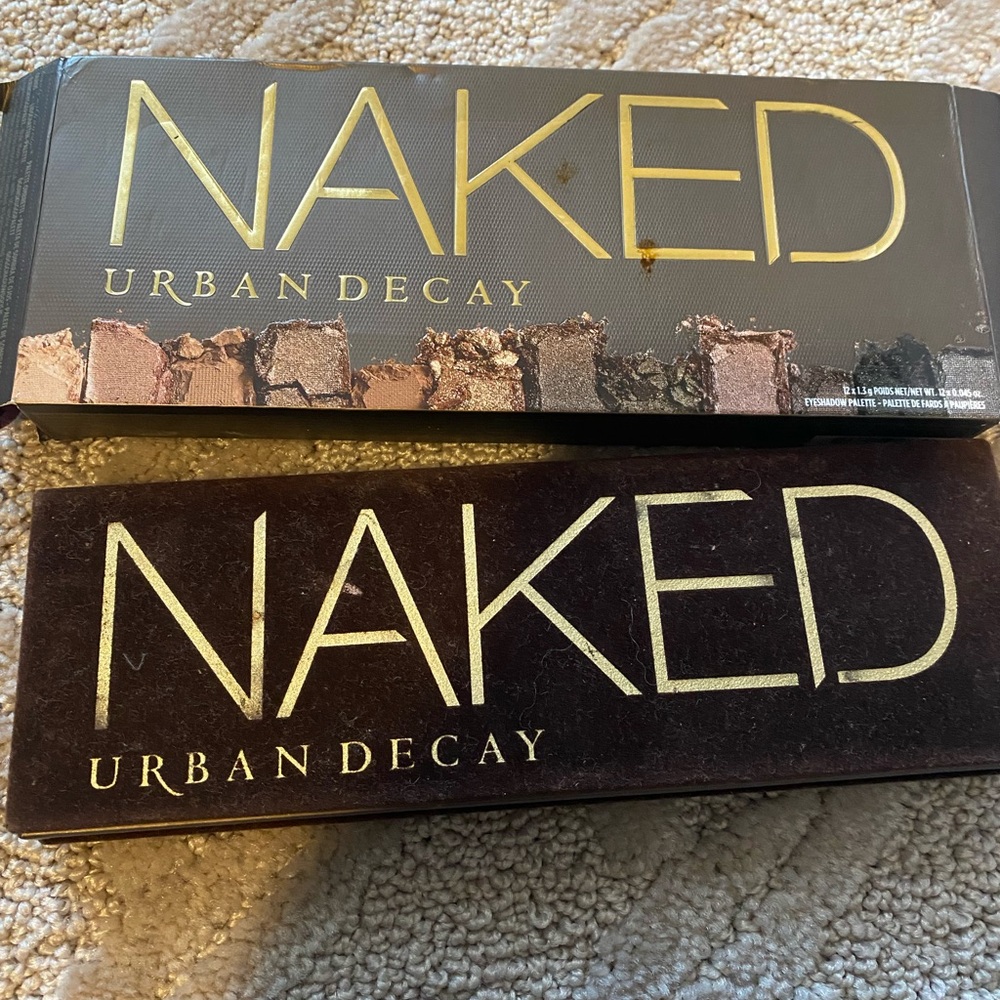 NAKED
URBAN DECAY
12 x 1.3 g POIDS NET/NET WT. 12 x 0.045 oz
EYESHADOW PALETTE – PALETTE DE FARDS À PAUPIÈRES
NAKED
URBAN DECAY